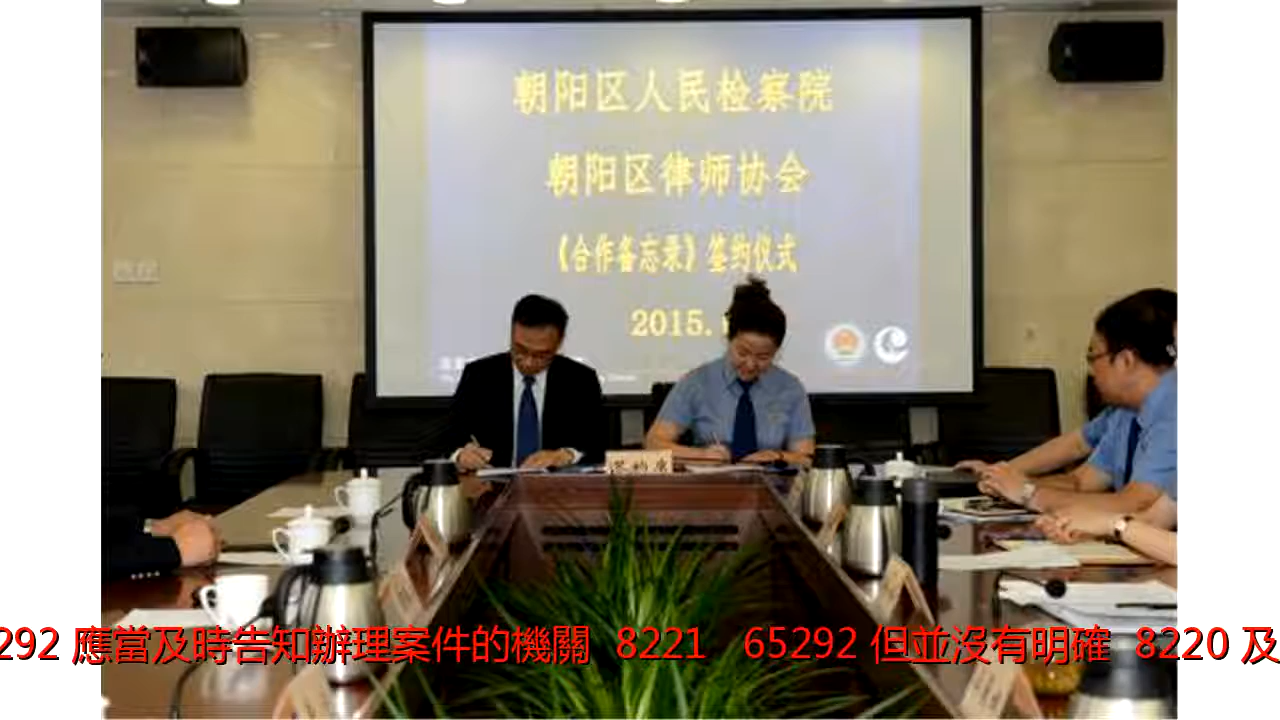 朝阳区人民检察院
朝阳区律师协会
《合作备忘录》签约仪式
2015.
292 應當及時告知辦理案件的機關 8221 65292 但並沒有明確 8220 及